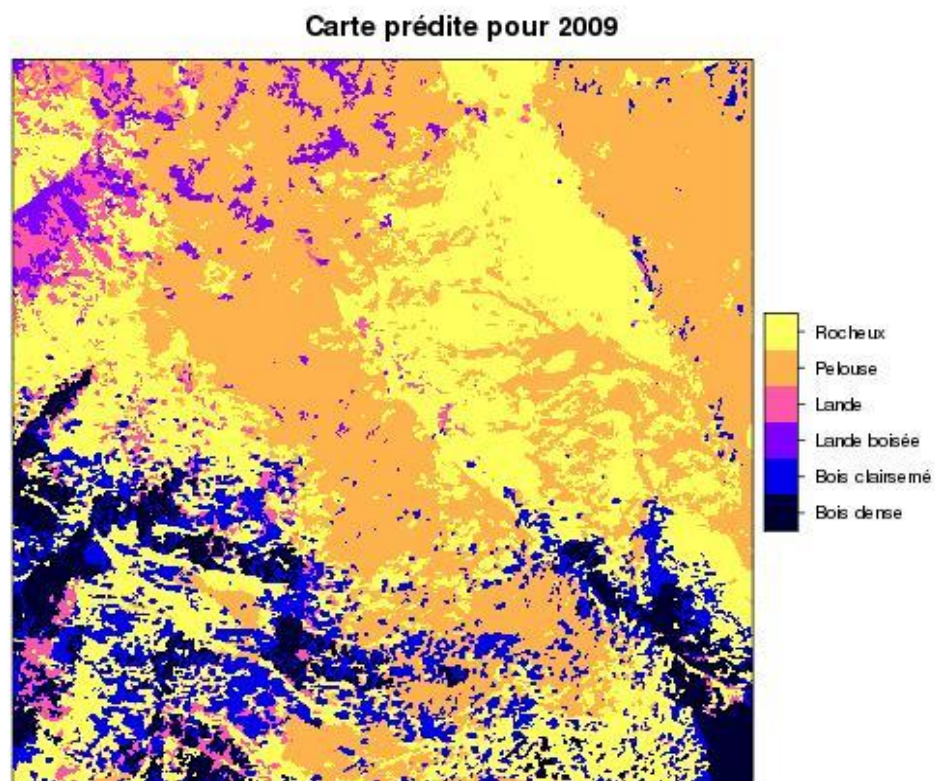 Carte prédite pour 2009
Rocheux
Pelouse
Lande
Lande boisée
Bois clairsemé
Bois dense